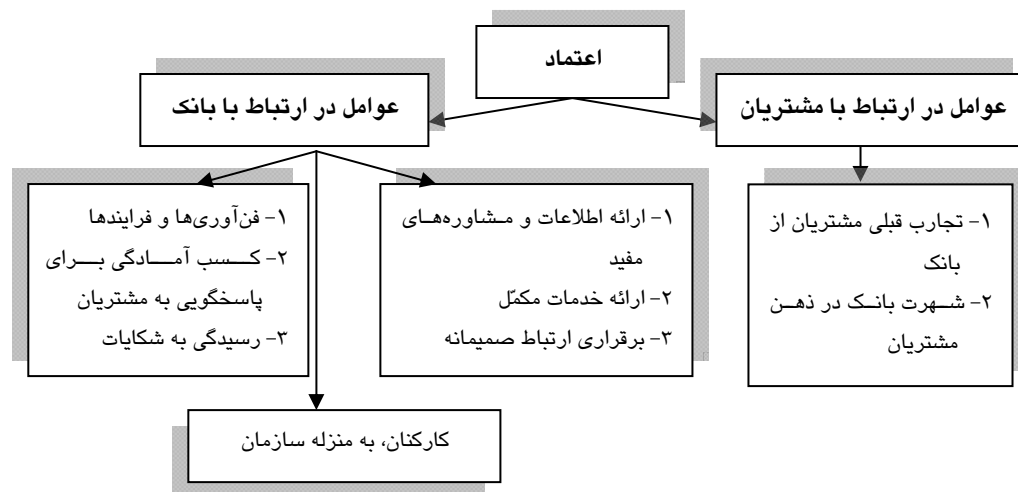 اعتماد
عوامل در ارتباط با مشتریان
عوامل در ارتباط با بانک
۱- تجارب قبلی مشتریان از
بانک
۲- شهرت بانک در ذهن
مشتریان
۱- ارائه اطلاعات و مشاوره‌های
مفید
۲- ارائه خدمات مکمّل
۳- برقراری ارتباط صمیمانه
۱- فن‌آوری‌ها و فرایندها
۲- کسب آمادگی برای
پاسخگویی به مشتریان
۳- رسیدگی به شکایات
کارکنان، به منزله سازمان